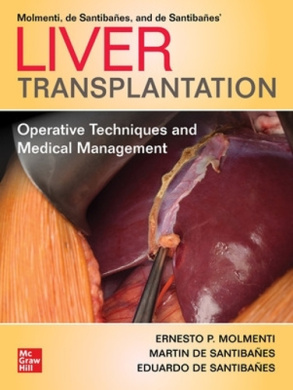 Molmenti, de Santibañes, and de Santibañes'
LIVER
TRANSPLANTATION
Operative Techniques and
Medical Management
Mc
Graw
Hill
ERNESTO P. MOLMENTI
MARTIN DE SANTIBAÑES
EDUARDO DE SANTIBAÑES